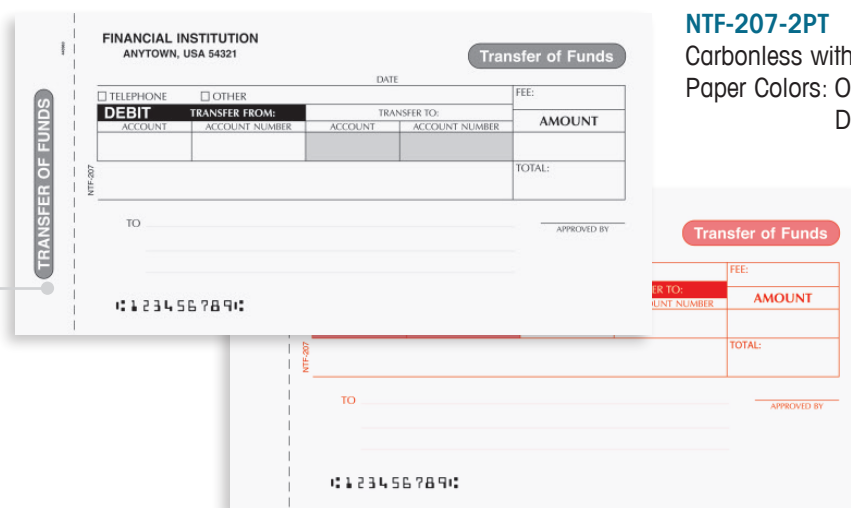 NTF-207-2PT
Carbonless with
Paper Colors: O
D
FINANCIAL INSTITUTION
ANYTOWN, USA 54321
Transfer of Funds
DATE
TELEPHONE OTHER
FEE:
DEBIT TRANSFER FROM: TRANSFER TO:
AMOUNT
ACCOUNT ACCOUNT NUMBER ACCOUNT ACCOUNT NUMBER
TOTAL:
NTF-207
TRANSFER OF FUNDS
TO
APPROVED BY
⑆123456789⑆
Transfer of Funds
FEE:
ER TO:
AMOUNT
UNT NUMBER
TOTAL:
NTF-207
TO
APPROVED BY
⑆123456789⑆